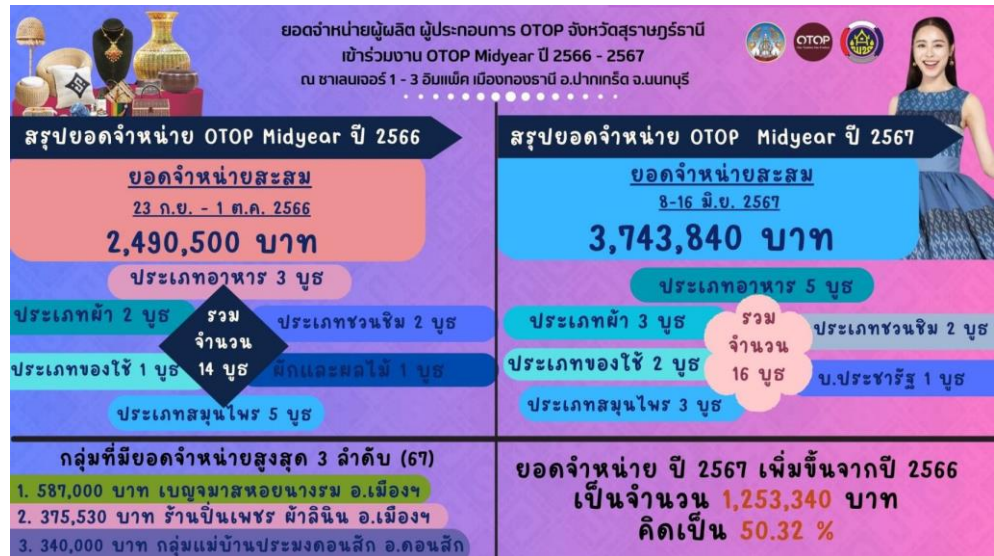 ยอดจำหน่ายผู้ผลิต ผู้ประกอบการ OTOP จังหวัดสุราษฎร์ธานี
เข้าร่วมงาน OTOP Midyear ปี 2566 - 2567
ณ ชาเลนเจอร์ 1 - 3 อิมแพ็ค เมืองทองธานี อ.ปากเกร็ด จ.นนทบุรี
OTOP
สรุปยอดจำหน่าย OTOP Midyear ปี 2566
ยอดจำหน่ายสะสม
23 ก.ย. - 1 ต.ค. 2566
2,490,500 บาท
ประเภทอาหาร 3 บูธ
ประเภทผ้า 2 บูธ
ประเภทชวนชิม 2 บูธ
รวม
จำนวน
14 บูธ
ประเภทของใช้ 1 บูธ
ผักและผลไม้ 1 บูธ
ประเภทสมุนไพร 5 บูธ
สรุปยอดจำหน่าย OTOP Midyear ปี 2567
ยอดจำหน่ายสะสม
8-16 มิ.ย. 2567
3,743,840 บาท
ประเภทอาหาร 5 บูธ
ประเภทผ้า 3 บูธ
ประเภทชวนชิม 2 บูธ
รวม
จำนวน
16 บูธ
ประเภทของใช้ 2 บูธ
บ.ประชารัฐ 1 บูธ
ประเภทสมุนไพร 3 บูธ
กลุ่มที่มียอดจำหน่ายสูงสุด 3 ลำดับ (67)
1. 587,000 บาท เบญจมาสหอยนางรม อ.เมืองฯ
2. 375,530 บาท ร้านปิ่นเพชร ผ้าลินิน อ.เมืองฯ
3. 340,000 บาท กลุ่มแม่บ้านประมงดอนสัก อ.ดอนสัก
ยอดจำหน่าย ปี 2567 เพิ่มขึ้นจากปี 2566
เป็นจำนวน 1,253,340 บาท
คิดเป็น 50.32 %